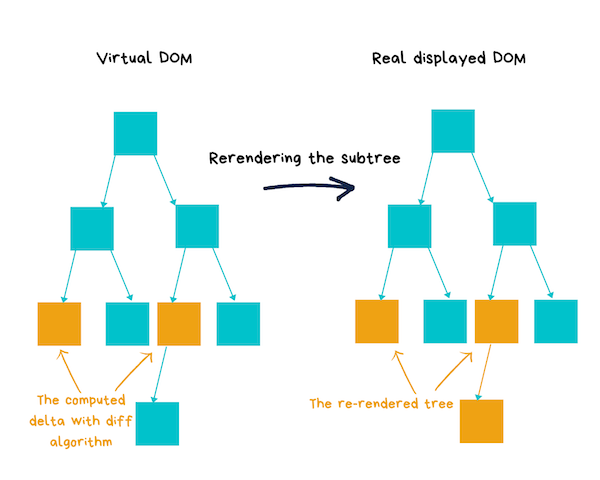 Virtual DOM
Real displayed DOM
Rerendering the subtree
The computed
delta with diff
algorithm
The re-rendered tree